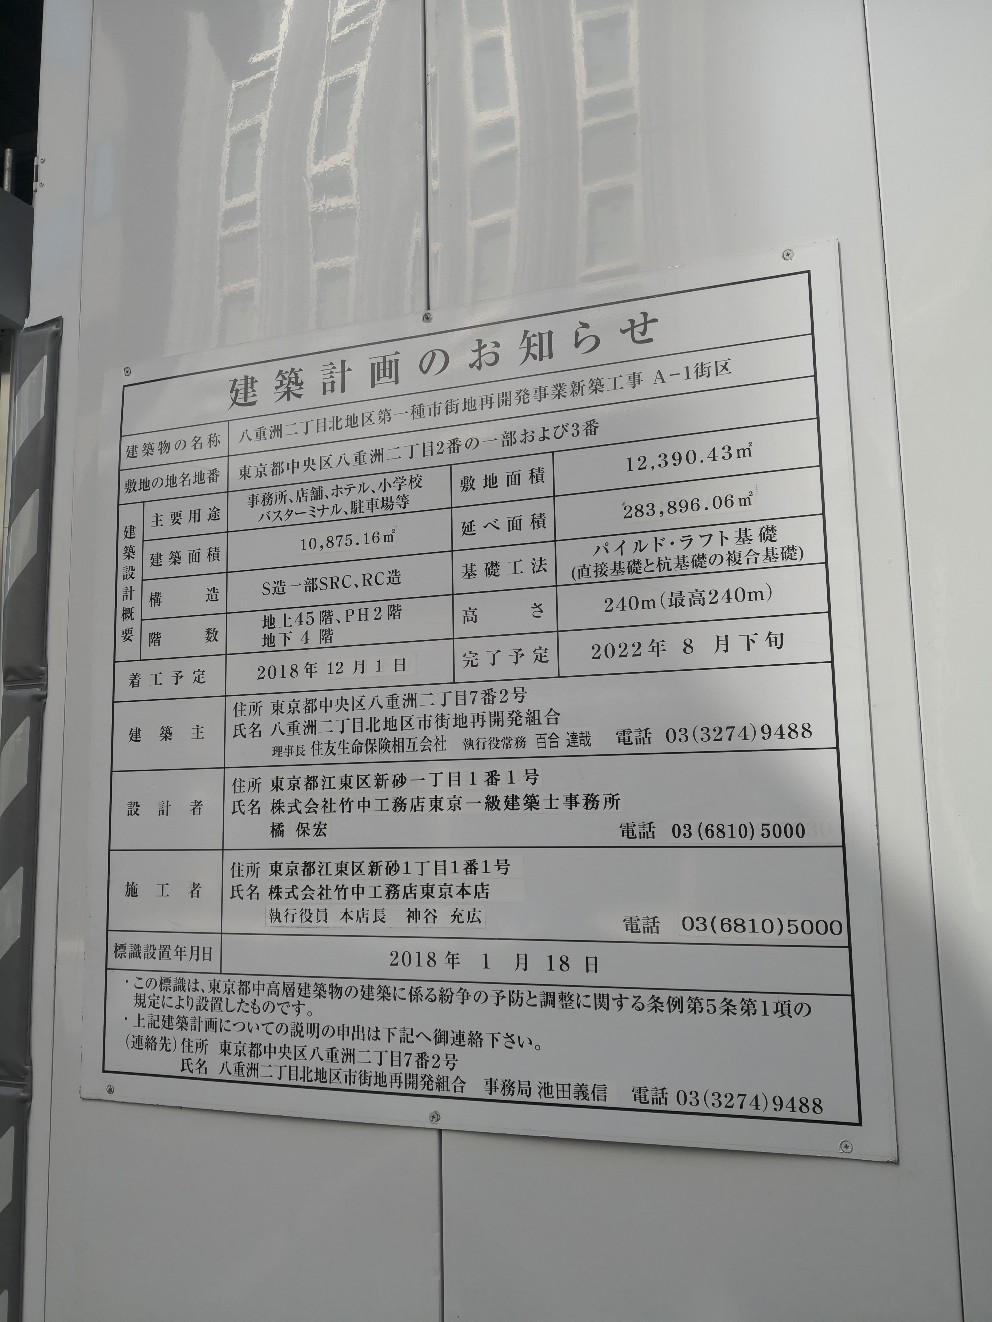 建築計画のお知らせ
建築物の名称 八重洲二丁目北地区第一種市街地再開発事業新築工事 A-1街区
敷地の地名地番 東京都中央区八重洲二丁目2番の一部および3番
建築設計概要
主要用途 事務所、店舗、ホテル、小学校
バスターミナル、駐車場等
敷地面積 12,390.43㎡
建築面積 10,875.16㎡ 延べ面積 283,896.06㎡
構造 S造一部SRC、RC造 基礎工法 パイルド・ラフト基礎
(直接基礎と杭基礎の複合基礎)
階数 地上45階、PH2階
地下 4 階
高さ 240m(最高240m)
着工予定 2018年 12月 1日 完了予定 2022年 8 月下旬
建築主 住所 東京都中央区八重洲二丁目7番2号
氏名 八重洲二丁目北地区市街地再開発組合
理事長 住友生命保険相互会社 執行役常務 百合 達哉 電話 03(3274)9488
設計者 住所 東京都江東区新砂一丁目1番1号
氏名 株式会社竹中工務店東京一級建築士事務所
橘 保宏 電話 03(6810)5000
施工者 住所 東京都江東区新砂1丁目1番1号
氏名 株式会社竹中工務店東京本店
執行役員 本店長 神谷 充広 電話 03(6810)5000
標識設置年月日 2018年 1 月 18 日
・この標識は、東京都中高層建築物の建築に係る紛争の予防と調整に関する条例第5条第1項の
規定により設置したものです。
・上記建築計画についての説明の申出は下記へ御連絡下さい。
(連絡先)住所 東京都中央区八重洲二丁目7番2号
氏名 八重洲二丁目北地区市街地再開発組合 事務局 池田義信 電話 03(3274)9488